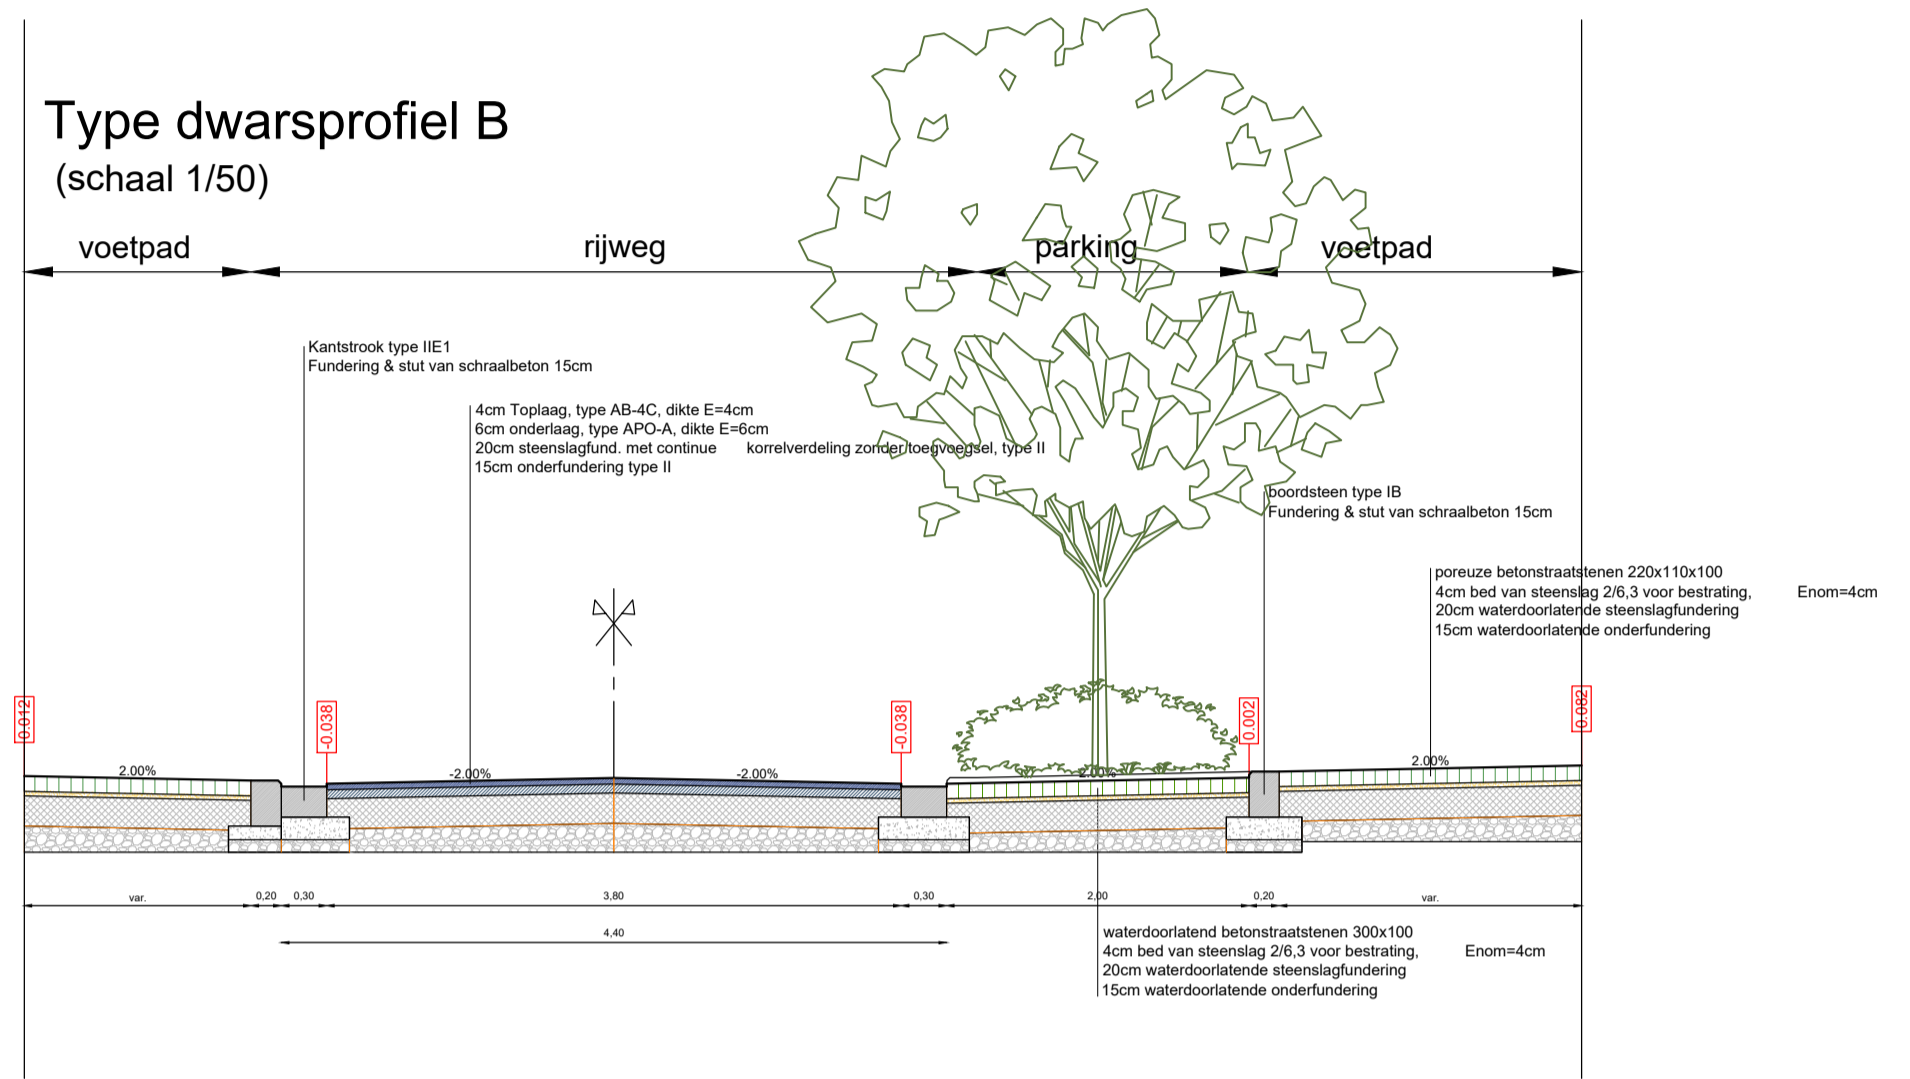 Type dwarsprofiel B
(schaal 1/50)
voetpad
rijweg
parking
voetpad
Kantstrook type IIE1
Fundering & stut van schraalbeton 15cm
4cm Toplaag, type AB-4C, dikte E=4cm
6cm onderlaag, type APO-A, dikte E=6cm
20cm steenslagfund. met continue korrelverdeling zonder toegvoegsel, type II
15cm onderfundering type II
boordsteen type IB
Fundering & stut van schraalbeton 15cm
poreuze betonstraatstenen 220x110x100
4cm bed van steenslag 2/6,3 voor bestrating, Enom=4cm
20cm waterdoorlatende steenslagfundering
15cm waterdoorlatende onderfundering
0.012
-0.038
-0.038
0.002
0.082
2.00%
-2.00%
-2.00%
2.00%
2.00%
var.
0,20
0,30
3,80
0,30
2,00
0,20
var.
4,40
waterdoorlatend betonstraatstenen 300x100
4cm bed van steenslag 2/6,3 voor bestrating, Enom=4cm
20cm waterdoorlatende steenslagfundering
15cm waterdoorlatende onderfundering